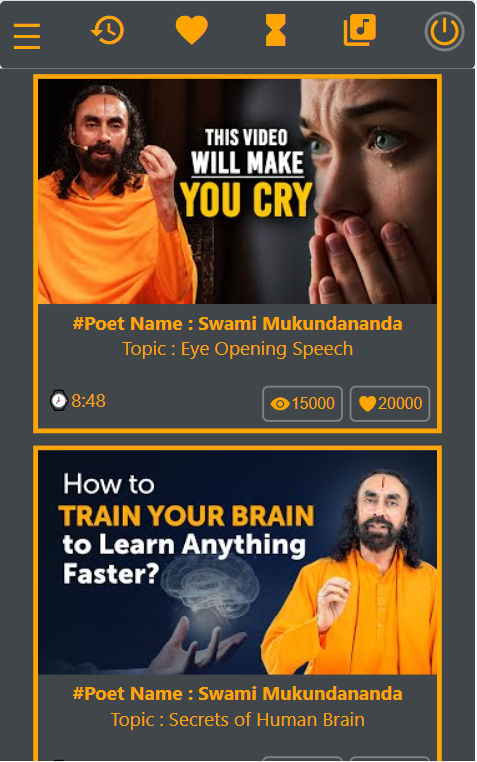 THIS VIDEO
WILL MAKE
YOU CRY
#Poet Name : Swami Mukundananda
Topic : Eye Opening Speech
8:48
15000
20000
How to
TRAIN YOUR BRAIN
to Learn Anything
Faster?
#Poet Name : Swami Mukundananda
Topic : Secrets of Human Brain